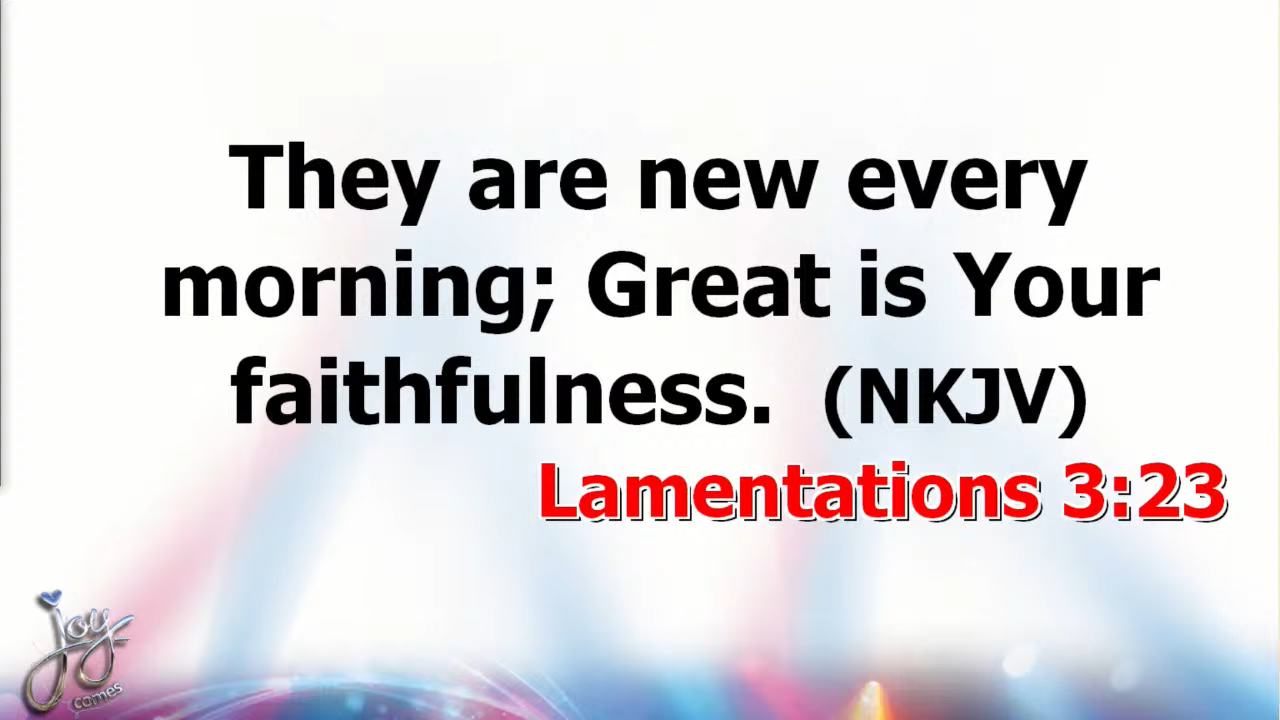 They are new every
morning; Great is Your
faithfulness. (NKJV)
Lamentations 3:23
joy
comes